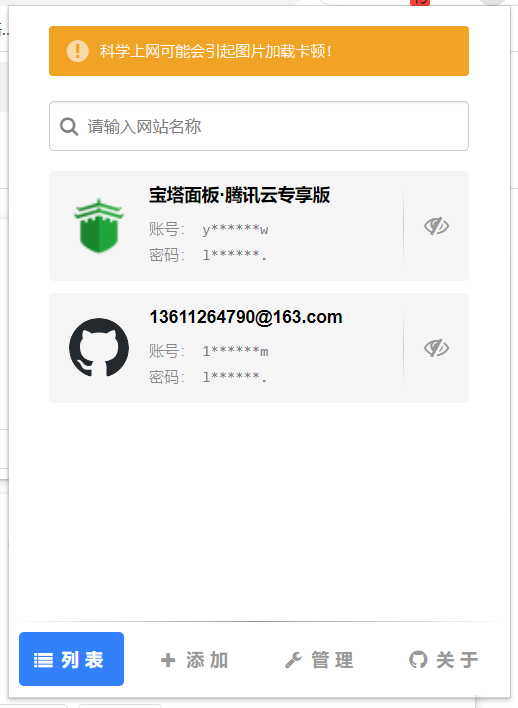 科学上网可能会引起图片加载卡顿!
请输入网站名称
宝塔面板·腾讯云专享版
账号： y******w
密码： l******.
13611264790@163.com
账号： 1******m
密码： l******.
列表 添加 管理 关于